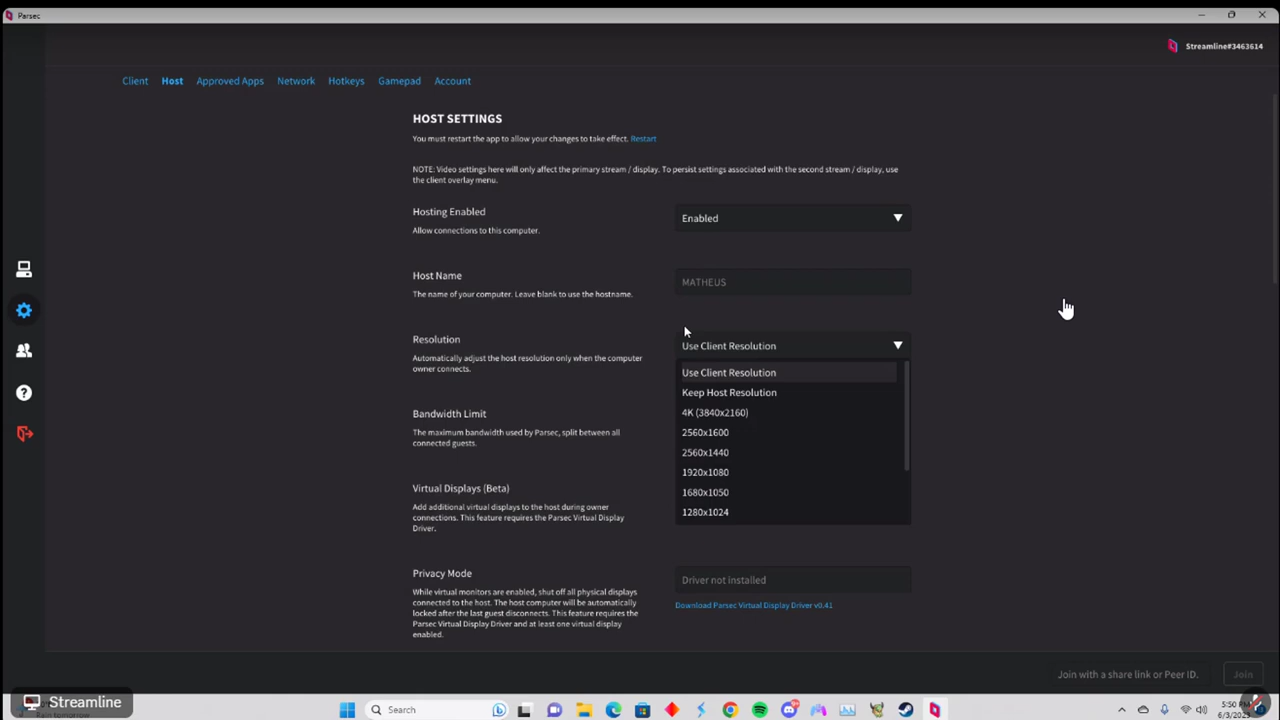 Parsec
Streamline#3463614
Client Host Approved Apps Network Hotkeys Gamepad Account
HOST SETTINGS
You must restart the app to allow your changes to take effect. Restart
NOTE: Video settings here will only affect the primary stream / display. To persist settings associated with the second stream / display, use
the client overlay menu.
Hosting Enabled
Allow connections to this computer.
Enabled
Host Name
The name of your computer. Leave blank to use the hostname.
MATHEUS
Resolution
Automatically adjust the host resolution only when the computer
owner connects.
Use Client Resolution
Use Client Resolution
Keep Host Resolution
4K (3840x2160)
2560x1600
2560x1440
1920x1080
1680x1050
1280x1024
Bandwidth Limit
The maximum bandwidth used by Parsec, split between all
connected guests.
Virtual Displays (Beta)
Add additional virtual displays to the host during owner
connections. This feature requires the Parsec Virtual Display
Driver.
Privacy Mode
While virtual monitors are enabled, shut off all physical displays
connected to the host. The host computer will be automatically
locked after the last guest disconnects. This feature requires the
Parsec Virtual Display Driver and at least one virtual display
enabled.
Driver not installed
Download Parsec Virtual Display Driver v0.41
Join with a share link or Peer ID.
Join
Streamline
Rain tomorrow
Search
5:50 PM